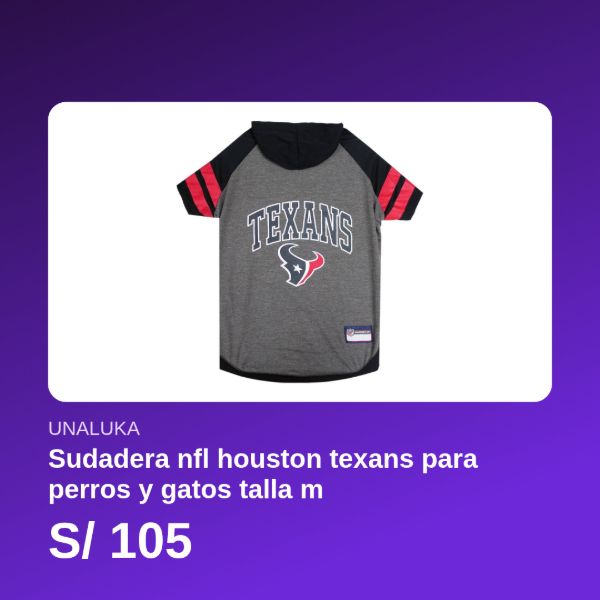 TEXANS
UNALUKA
Sudadera nfl houston texans para
perros y gatos talla m
S/ 105